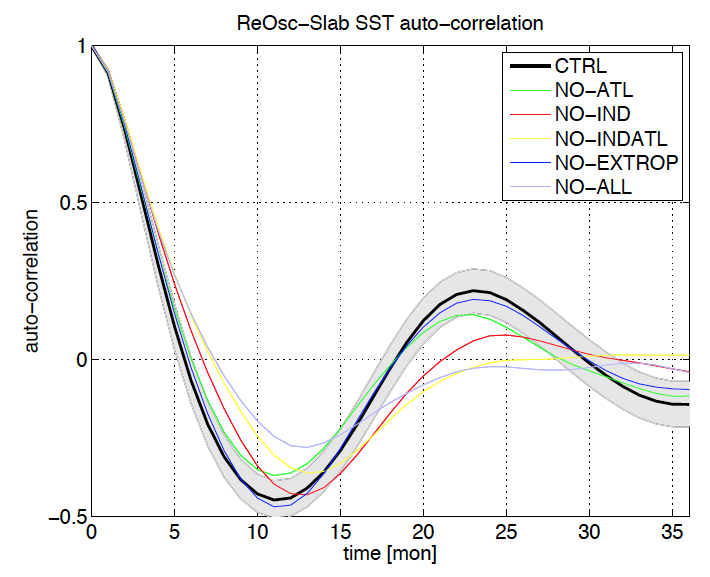 ReOsc−Slab SST auto−correlation
1
0.5
0
−0.5
auto−correlation
CTRL
NO−ATL
NO−IND
NO−INDATL
NO−EXTROP
NO−ALL
0 5 10 15 20 25 30 35
time [mon]